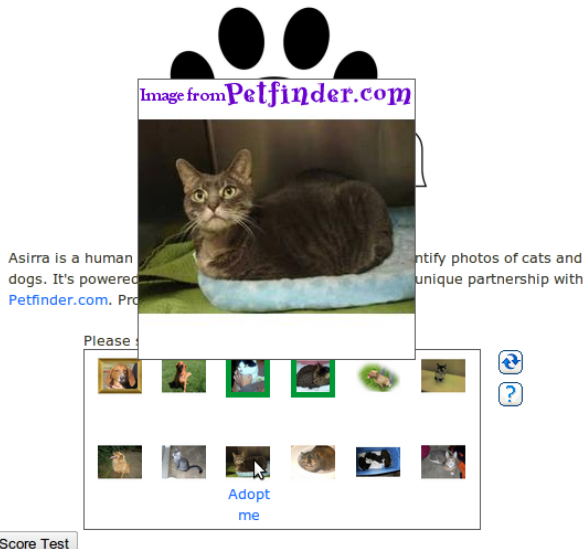 Image from Petfinder.com
Asirra is a human
ntify photos of cats and
dogs. It's powered
unique partnership with
Petfinder.com. Pro
Please s
Adopt
me
Score Test